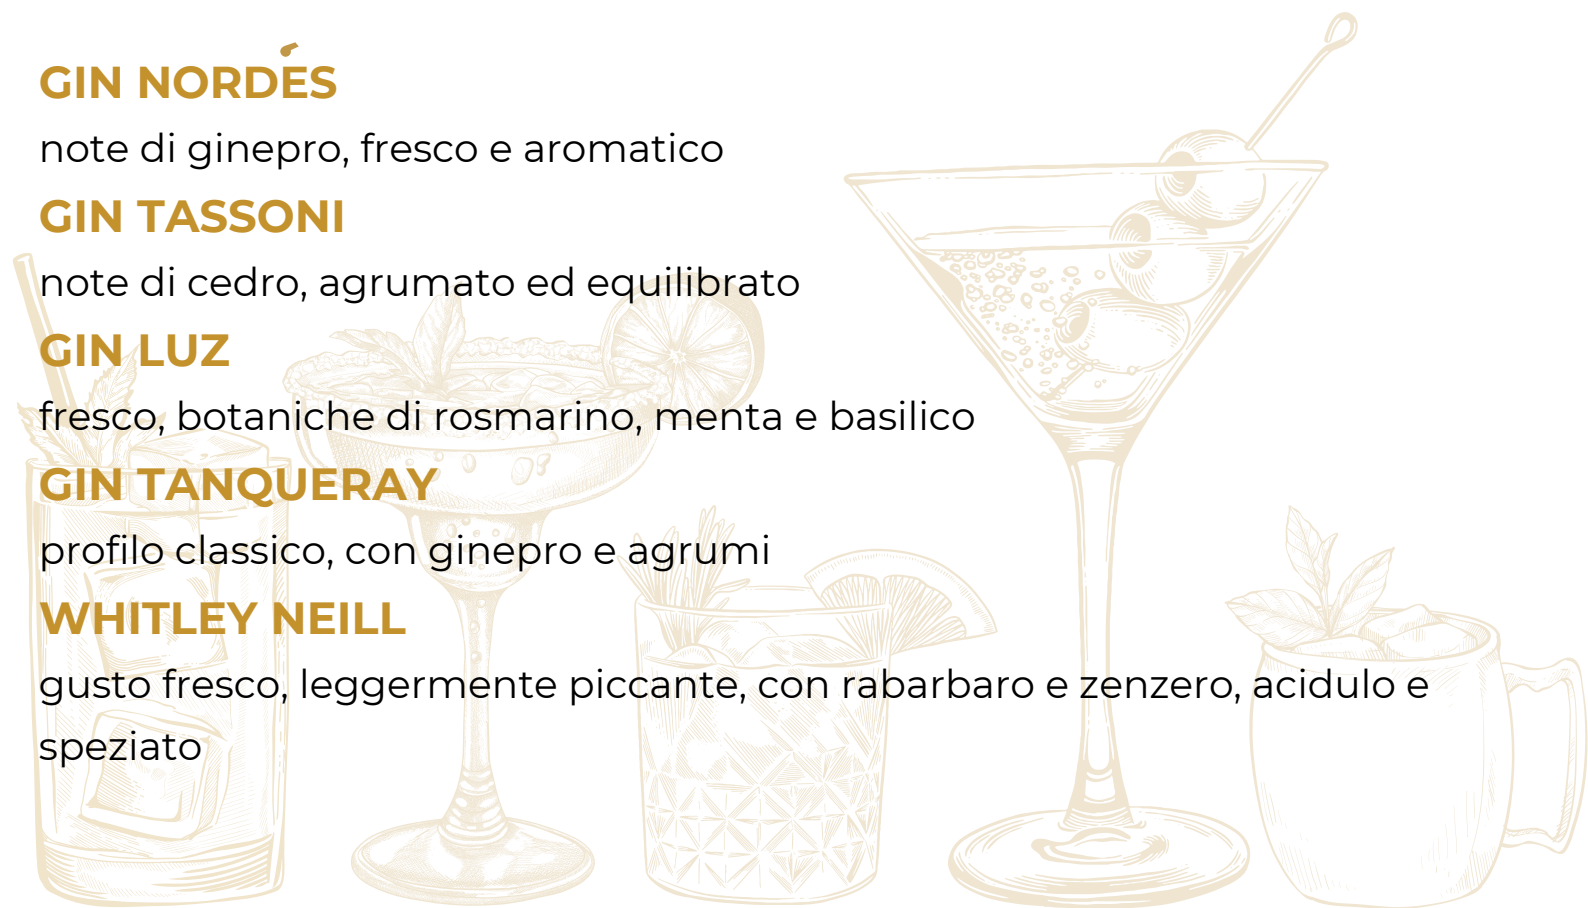 GIN NORDÉS
note di ginepro, fresco e aromatico
GIN TASSONI
note di cedro, agrumato ed equilibrato
GIN LUZ
fresco, botaniche di rosmarino, menta e basilico
GIN TANQUERAY
profilo classico, con ginepro e agrumi
WHITLEY NEILL
gusto fresco, leggermente piccante, con rabarbaro e zenzero, acidulo e
speziato